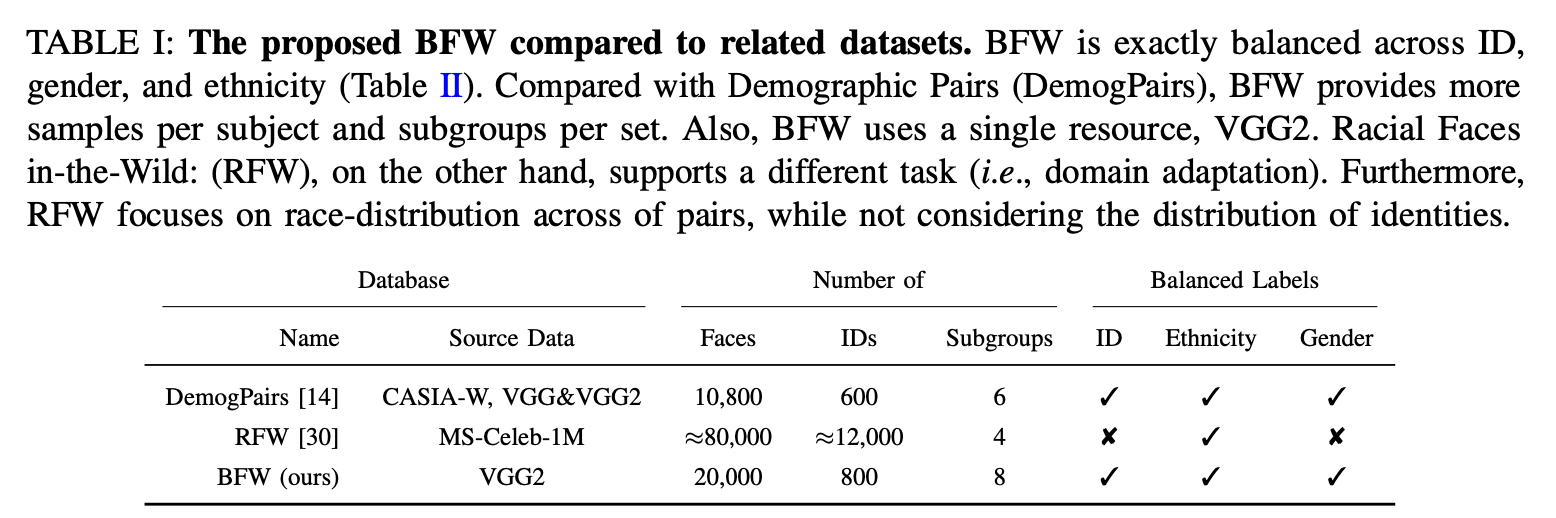 TABLE I: The proposed BFW compared to related datasets. BFW is exactly balanced across ID,
gender, and ethnicity (Table II). Compared with Demographic Pairs (DemogPairs), BFW provides more
samples per subject and subgroups per set. Also, BFW uses a single resource, VGG2. Racial Faces
in-the-Wild: (RFW), on the other hand, supports a different task (i.e., domain adaptation). Furthermore,
RFW focuses on race-distribution across of pairs, while not considering the distribution of identities.
Database Number of Balanced Labels
Name Source Data Faces IDs Subgroups ID Ethnicity Gender
DemogPairs [14] CASIA-W, VGG&VGG2 10,800 600 6 ✓ ✓ ✓
RFW [30] MS-Celeb-1M ≈80,000 ≈12,000 4 ✘ ✓ ✘
BFW (ours) VGG2 20,000 800 8 ✓ ✓ ✓